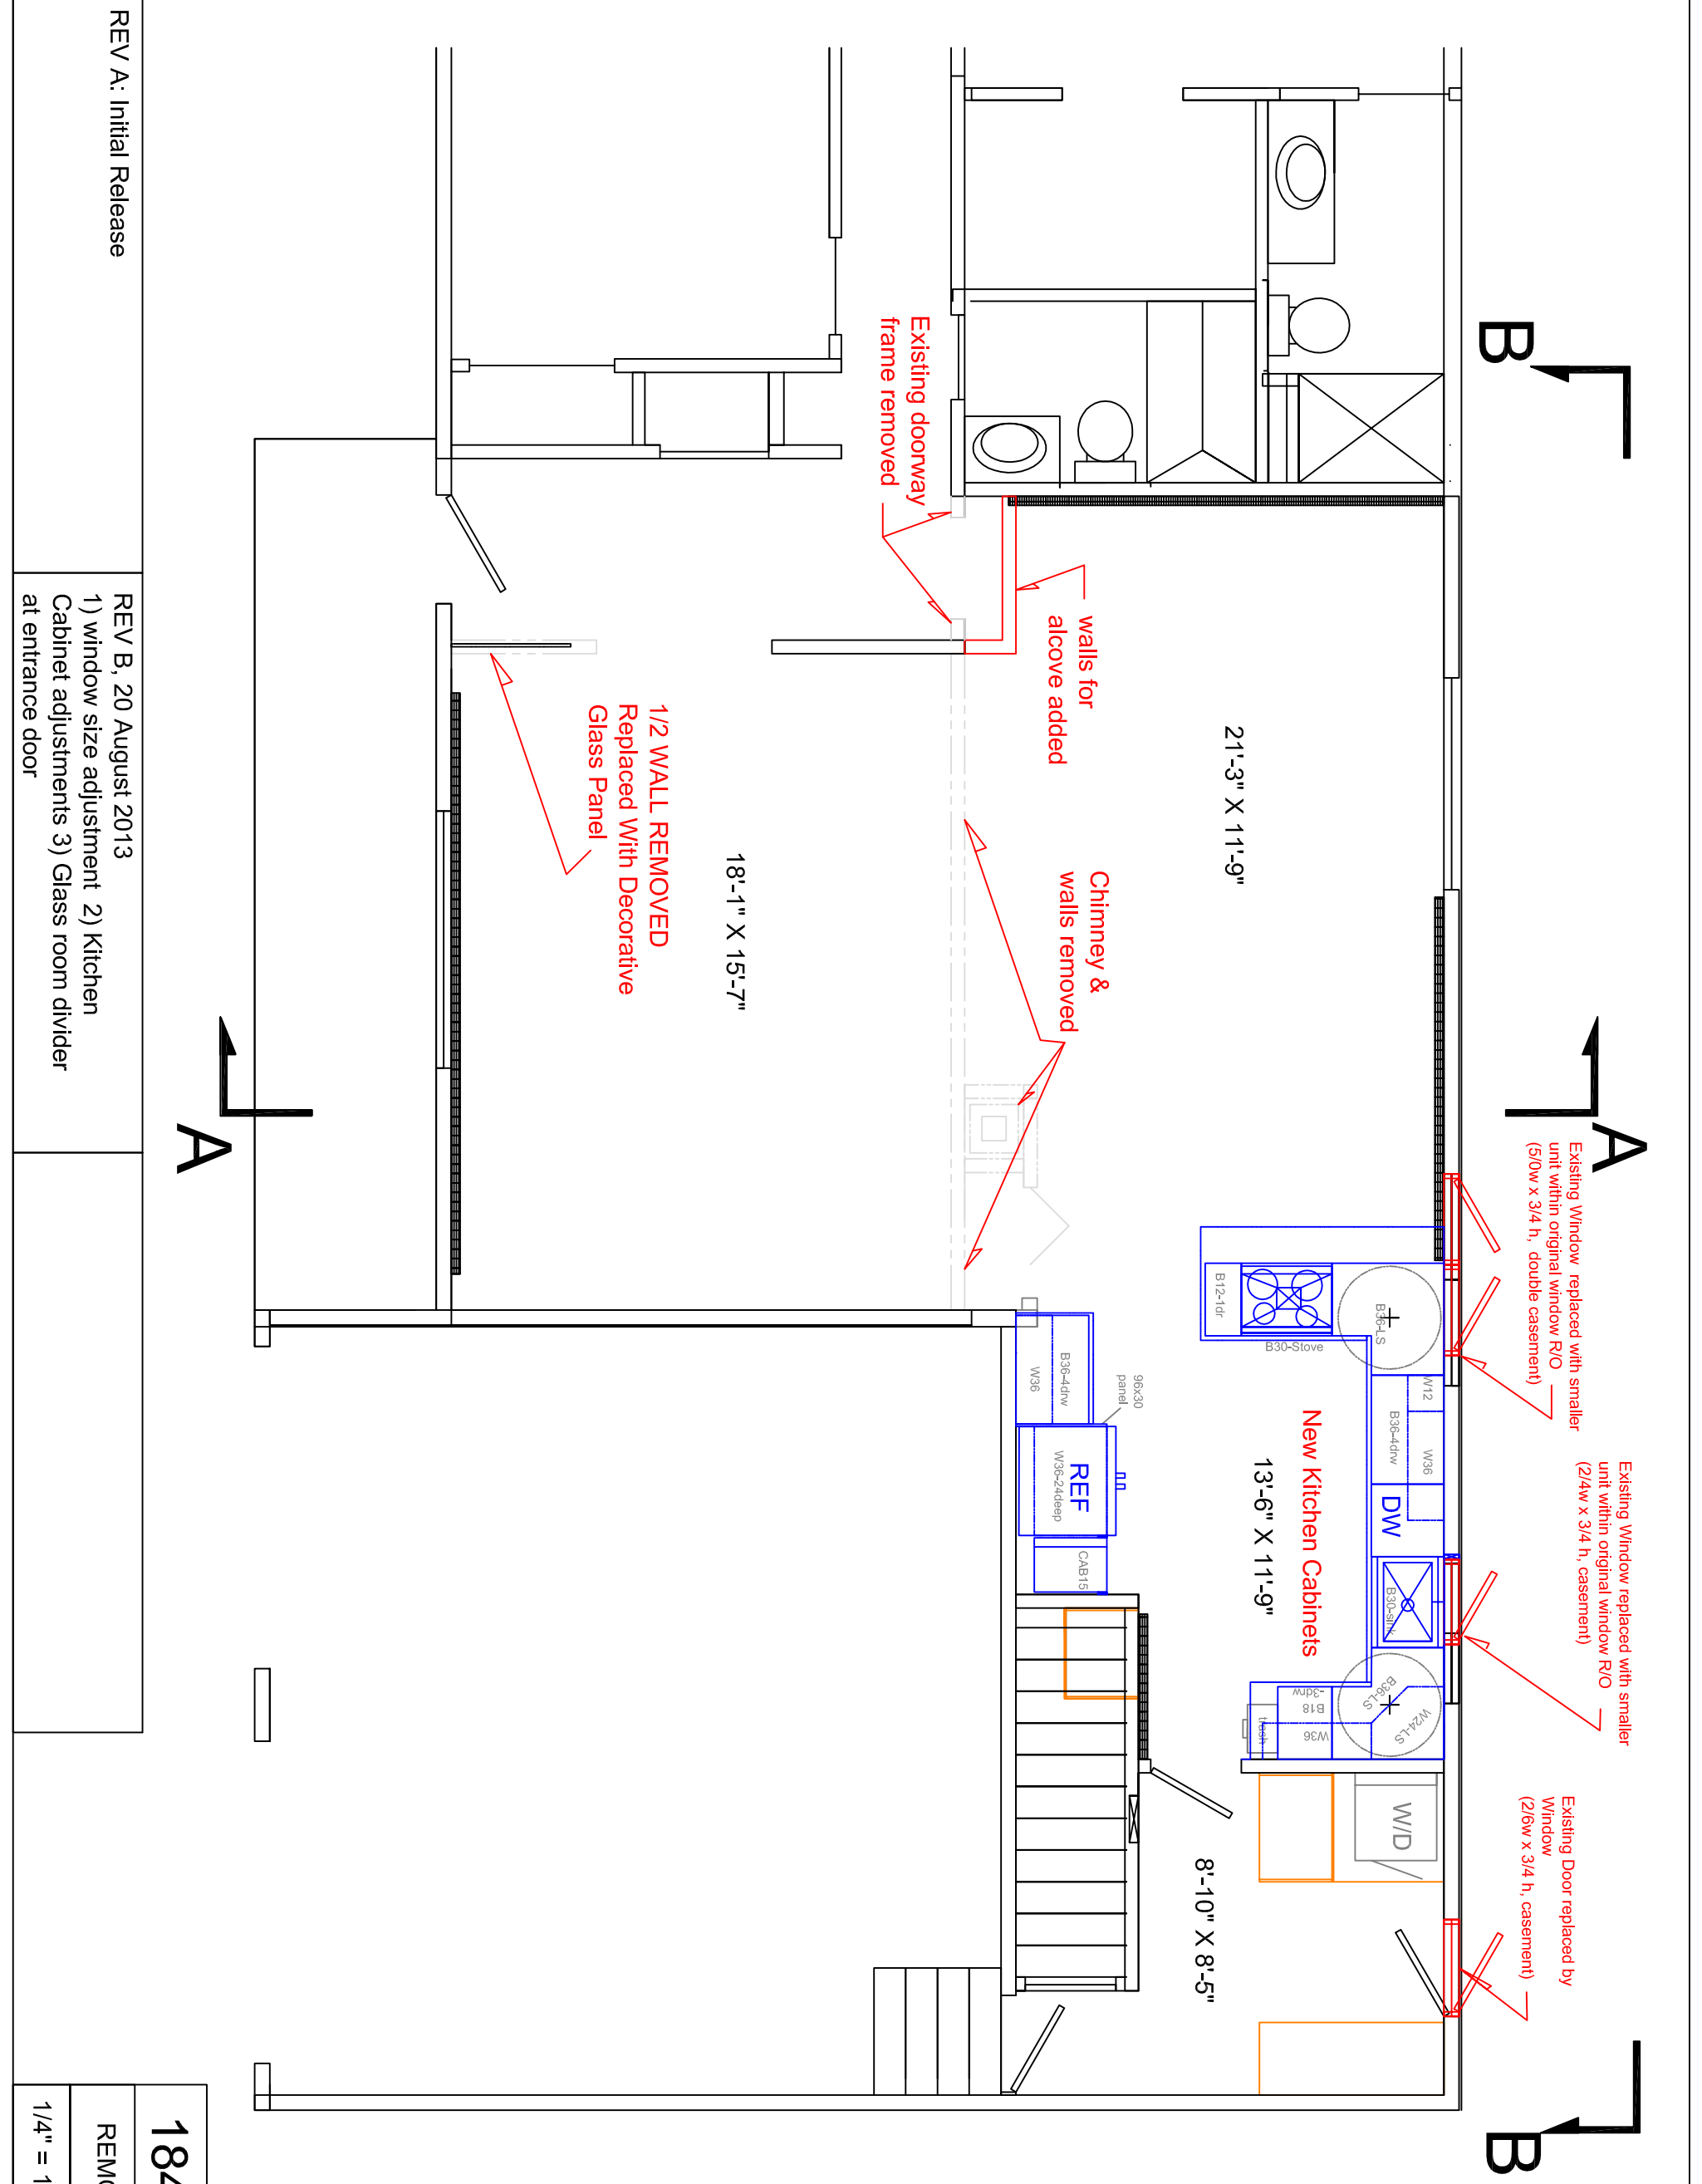 B
A
Existing Window replaced with smaller
unit within original window R/O
(5/0w x 3/4 h, double casement)
Existing Window replaced with smaller
unit within original window R/O
(2/4w x 3/4 h, casement)
Existing Door replaced by
Window
(2/6w x 3/4 h, casement)
B
21'-3" X 11'-9"
walls for
alcove added
Existing doorway
frame removed
Chimney &
walls removed
18'-1" X 15'-7"
1/2 WALL REMOVED
Replaced With Decorative
Glass Panel
New Kitchen Cabinets
13'-6" X 11'-9"
B36-LS
B12-1dr
B30-Stove
W12
W36
B36-4drw
DW
B30-sink
B36-LS
W24-LS
B18
-3drw
W36
trash
W/D
96x30
panel
B36-4drw
W36
REF
W36-24deep
CAB15
8'-10" X 8'-5"
A
REV A: Initial Release
REV B, 20 August 2013
1) window size adjustment 2) Kitchen
Cabinet adjustments 3) Glass room divider
at entrance door
184
REMO
1/4" = 1